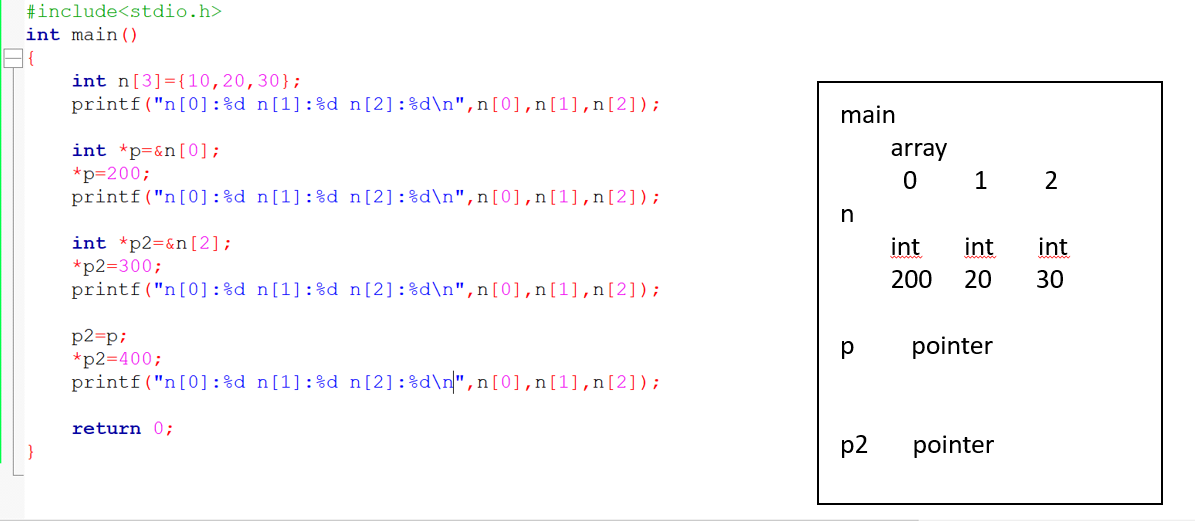 #include<stdio.h>
int main()
{
int n[3]={10,20,30};
printf("n[0]:%d n[1]:%d n[2]:%d\n",n[0],n[1],n[2]);
int *p=&n[0];
*p=200;
printf("n[0]:%d n[1]:%d n[2]:%d\n",n[0],n[1],n[2]);
int *p2=&n[2];
*p2=300;
printf("n[0]:%d n[1]:%d n[2]:%d\n",n[0],n[1],n[2]);
p2=p;
*p2=400;
printf("n[0]:%d n[1]:%d n[2]:%d\n",n[0],n[1],n[2]);
return 0;
}
main
array
0 1 2
n
int int int
200 20 30
p pointer
p2 pointer